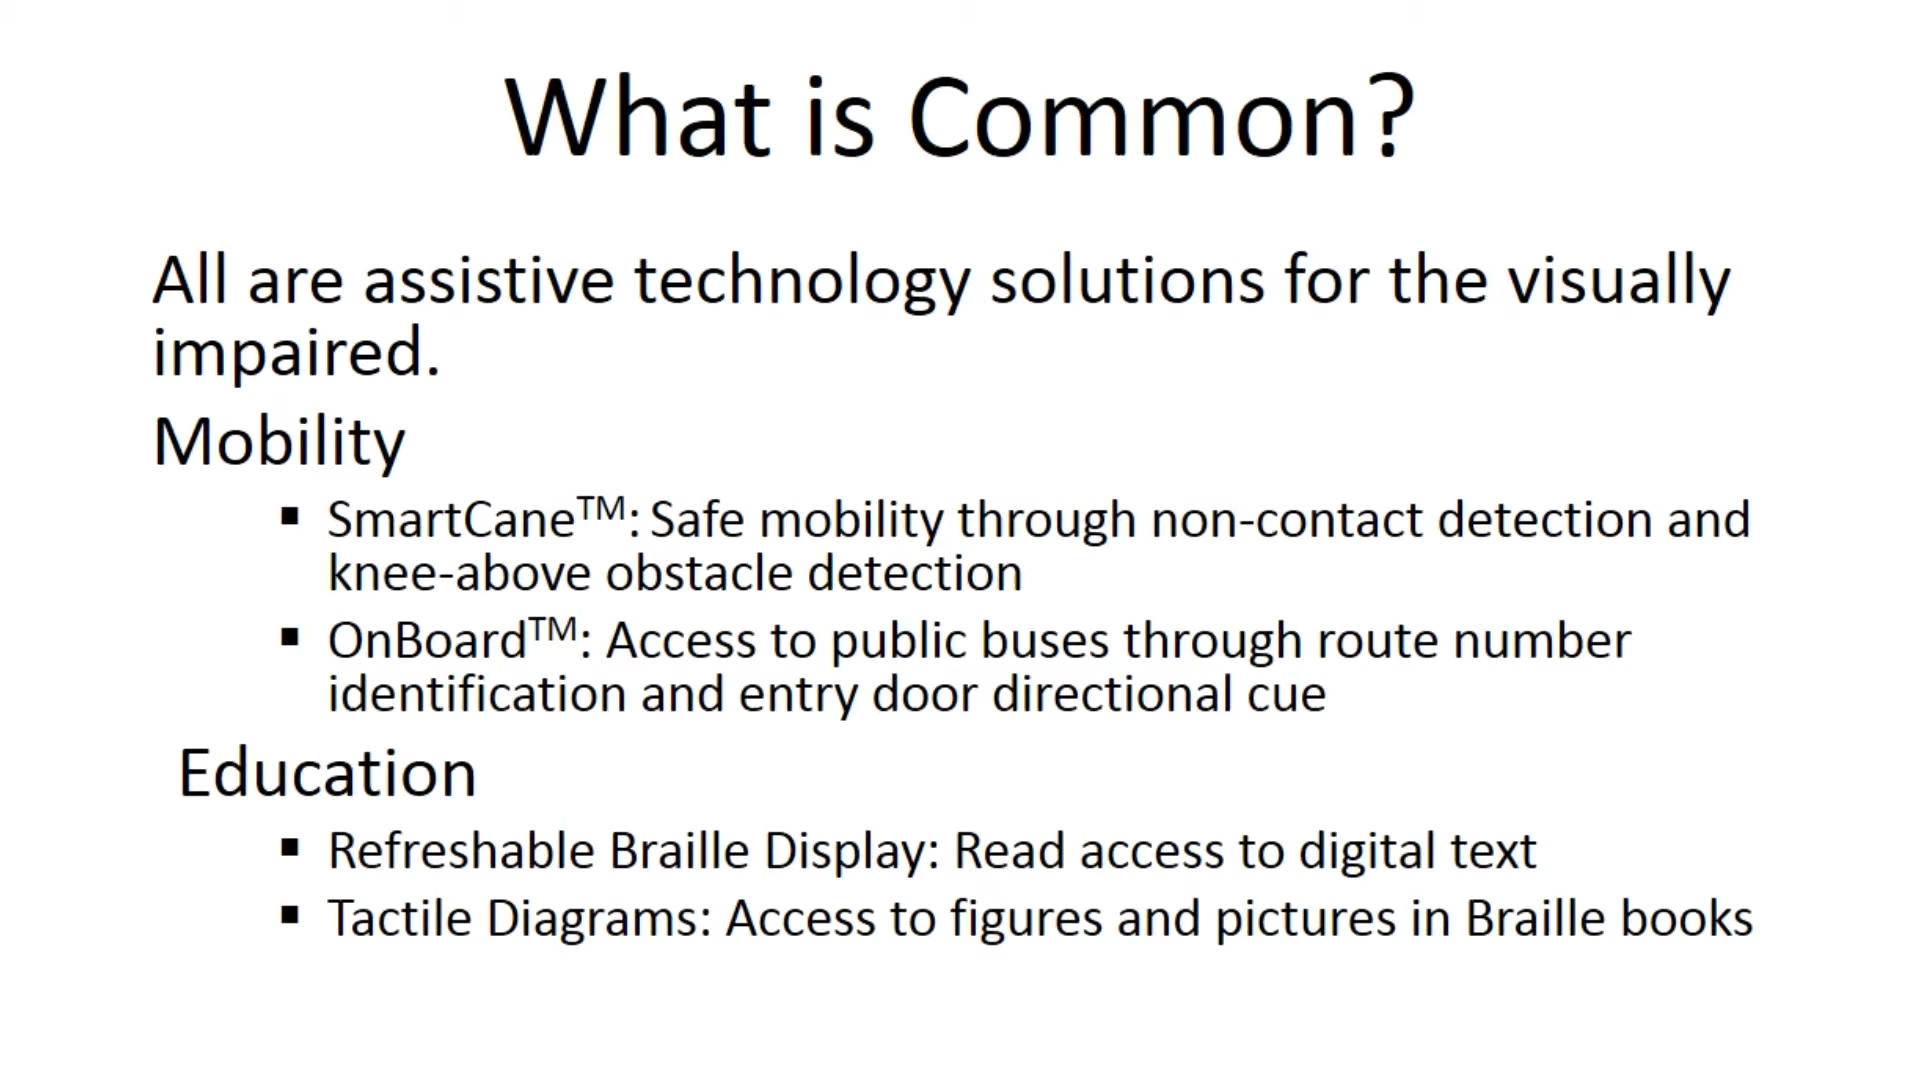 What is Common?
All are assistive technology solutions for the visually
impaired.
Mobility
▪ SmartCane™: Safe mobility through non-contact detection and
knee-above obstacle detection
▪ OnBoard™: Access to public buses through route number
identification and entry door directional cue
Education
▪ Refreshable Braille Display: Read access to digital text
▪ Tactile Diagrams: Access to figures and pictures in Braille books